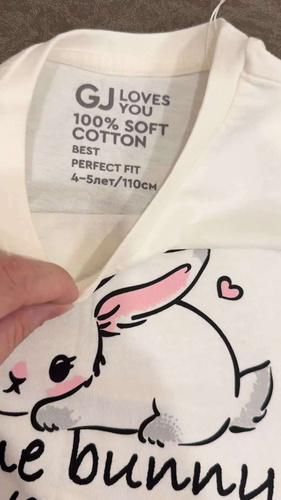 GJ LOVES
YOU
100% SOFT
COTTON
BEST
PERFECT FIT
4-5лет/110см
bunny